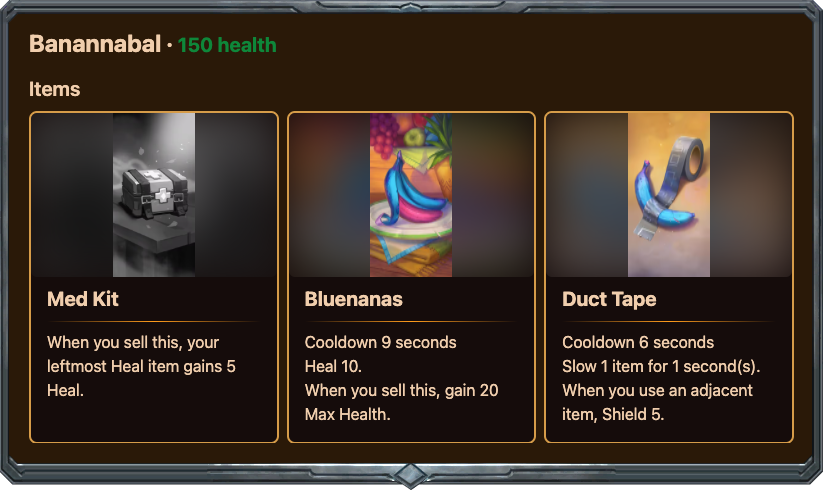 Banannabal · 150 health
Items
Med Kit
When you sell this, your
leftmost Heal item gains 5
Heal.
Bluenanas
Cooldown 9 seconds
Heal 10.
When you sell this, gain 20
Max Health.
Duct Tape
Cooldown 6 seconds
Slow 1 item for 1 second(s).
When you use an adjacent
item, Shield 5.